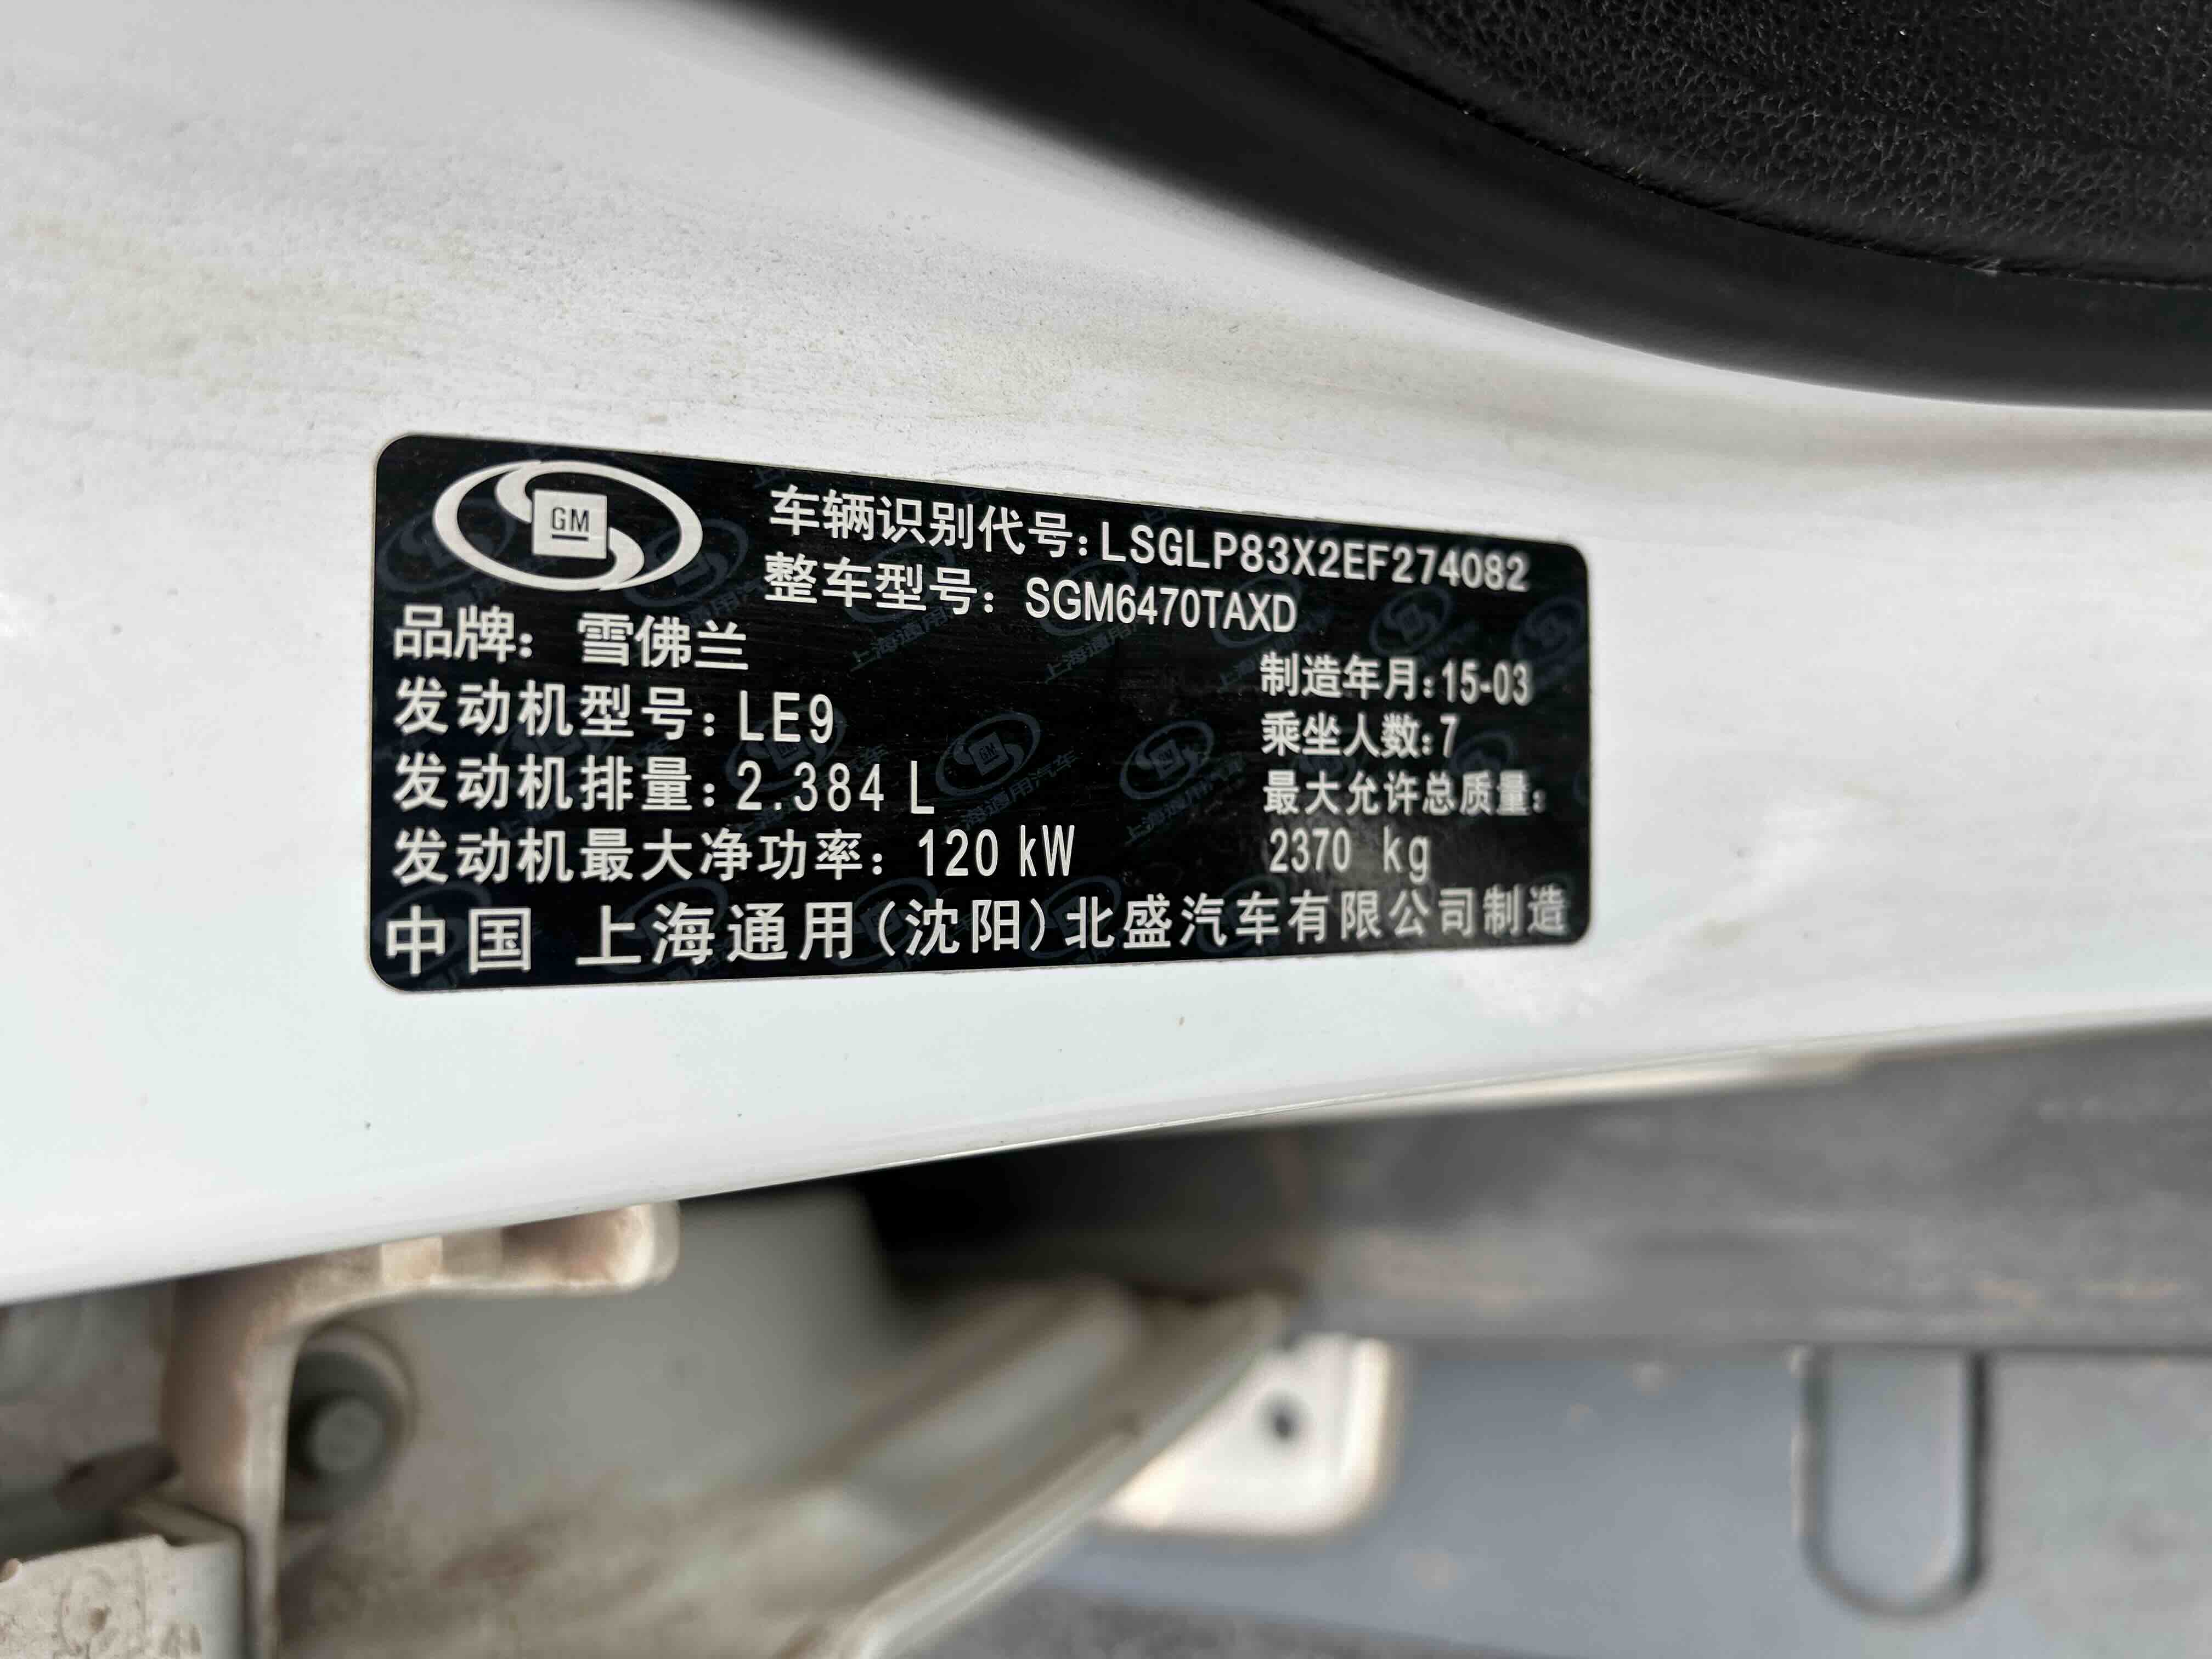 GM
车辆识别代号:LSGLP83X2EF274082
整车型号: SGM6470TAXD
品牌: 雪佛兰
发动机型号:LE9
制造年月:15-03
发动机排量:2.384 L
乘坐人数:7
发动机最大净功率: 120 kW
最大允许总质量:
2370 kg
中国 上海通用(沈阳)北盛汽车有限公司制造